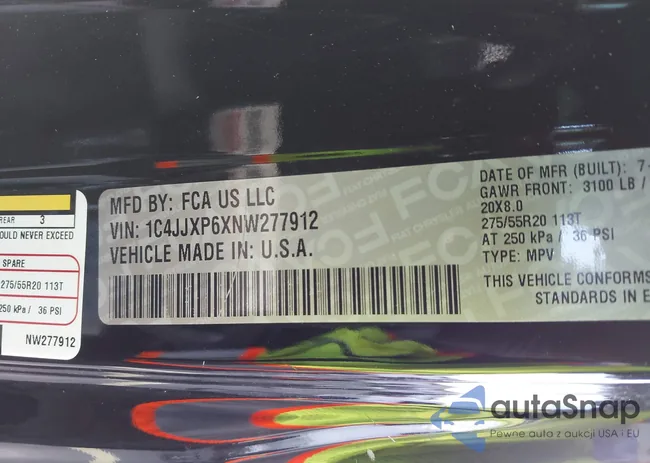 REAR 3
OULD NEVER EXCEED
SPARE
275/55R20 113T
250 kPa / 36 PSI
NW277912
MFD BY: FCA US LLC
VIN: 1C4JJXP6XNW277912
VEHICLE MADE IN: U.S.A.
DATE OF MFR (BUILT): 7-
GAWR FRONT: 3100 LB /
20X8.0
275/55R20 113T
AT 250 kPa / 36 PSI
TYPE: MPV
THIS VEHICLE CONFORMS
STANDARDS IN E
autoSnap
Pewne auta z aukcji USA i EU